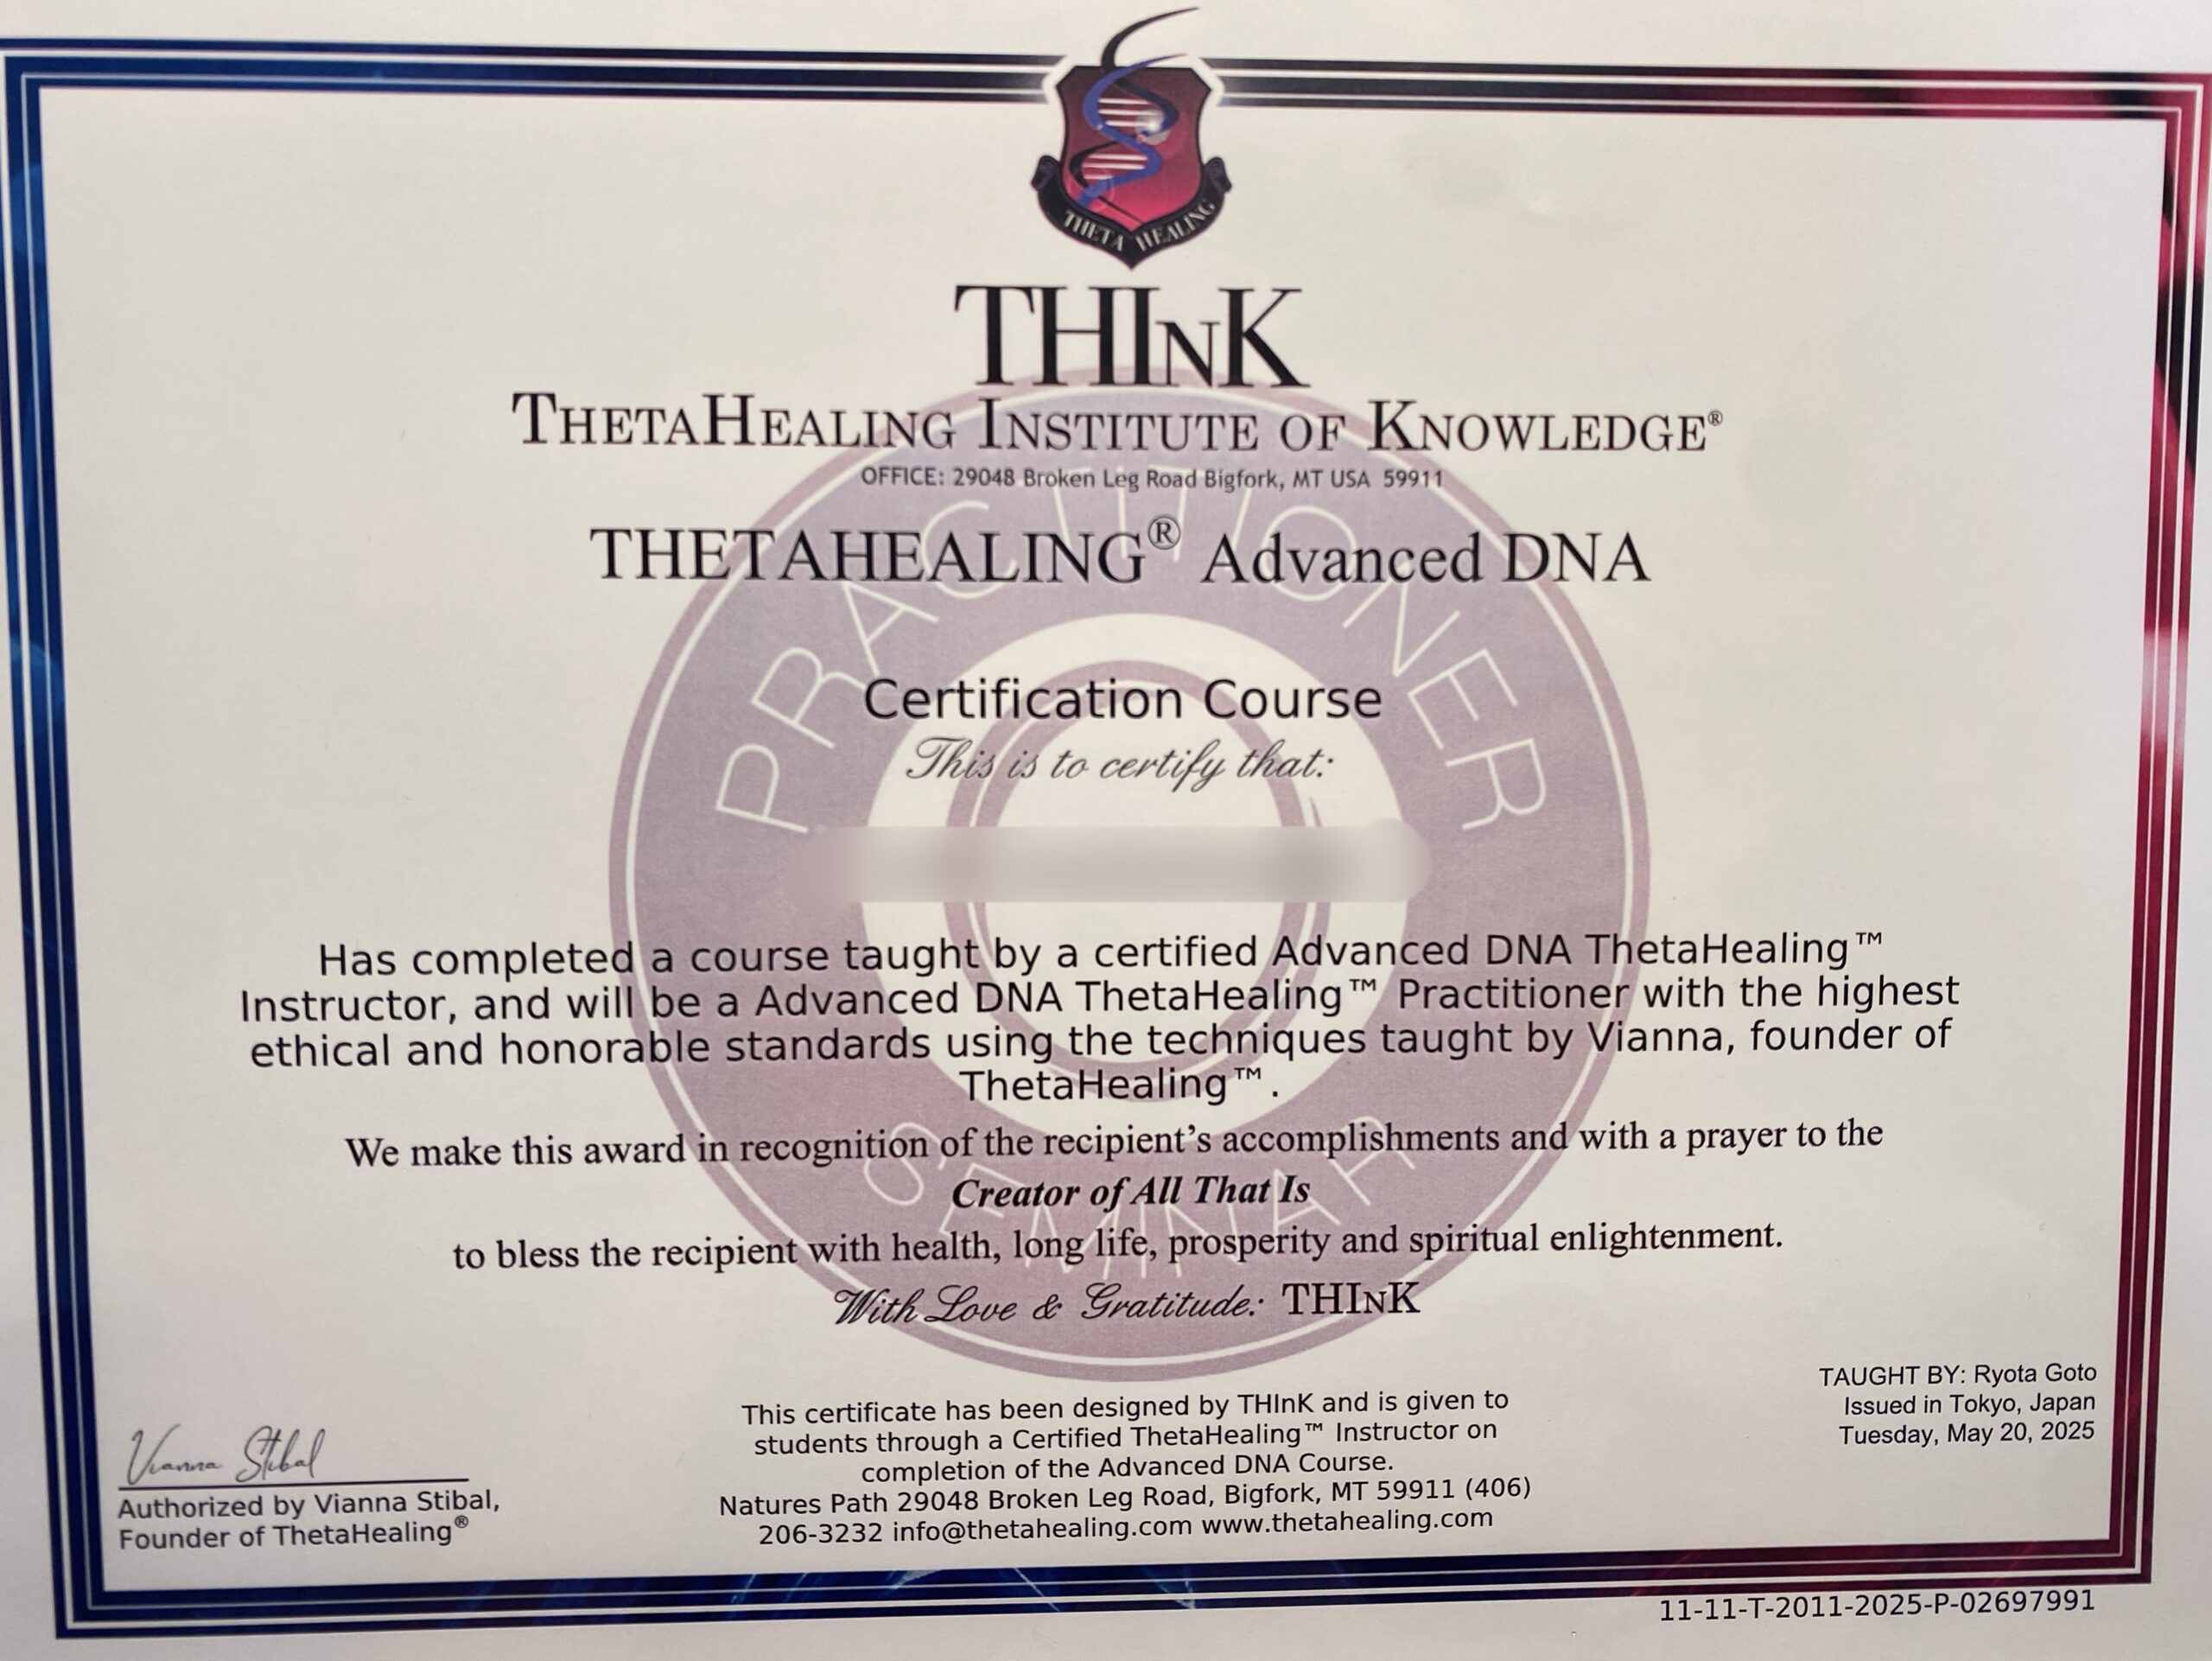 THETA HEALING
THInK
THETAHEALING INSTITUTE OF KNOWLEDGE®
OFFICE: 29048 Broken Leg Road Bigfork, MT USA 59911
THETAHEALING® Advanced DNA
PRACTITIONER
Certification Course
This is to certify that:
Has completed a course taught by a certified Advanced DNA ThetaHealing™
Instructor, and will be a Advanced DNA ThetaHealing™ Practitioner with the highest
ethical and honorable standards using the techniques taught by Vianna, founder of
ThetaHealing™.
We make this award in recognition of the recipient's accomplishments and with a prayer to the
Creator of All That Is
SEMINAR
to bless the recipient with health, long life, prosperity and spiritual enlightenment.
With Love & Gratitude: THInK
Vianna Stibal
Authorized by Vianna Stibal,
Founder of ThetaHealing®
This certificate has been designed by THInK and is given to
students through a Certified ThetaHealing™ Instructor on
completion of the Advanced DNA Course.
Natures Path 29048 Broken Leg Road, Bigfork, MT 59911 (406)
206-3232 info@thetahealing.com www.thetahealing.com
TAUGHT BY: Ryota Goto
Issued in Tokyo, Japan
Tuesday, May 20, 2025
11-11-T-2011-2025-P-02697991